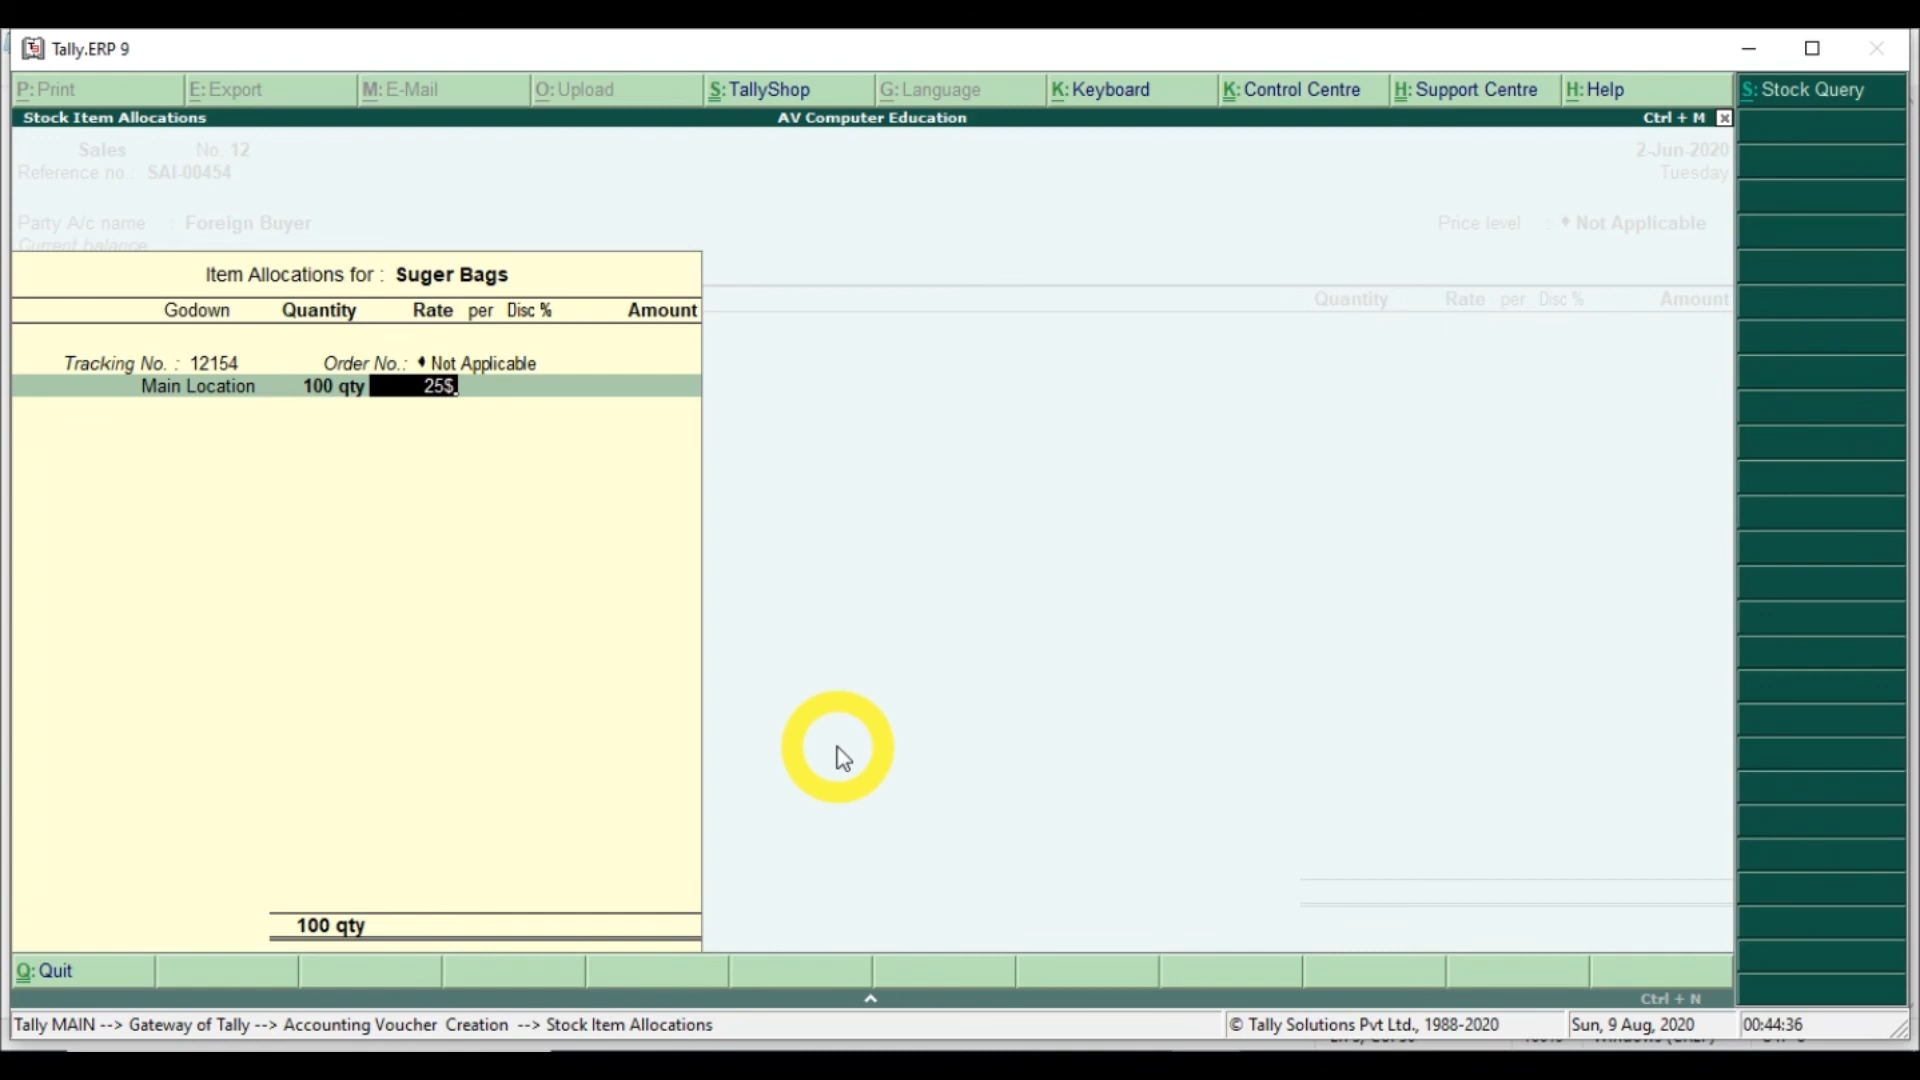 Tally.ERP 9
P: Print E: Export M: E-Mail O: Upload S: TallyShop G: Language K: Keyboard K: Control Centre H: Support Centre H: Help S: Stock Query
Stock Item Allocations AV Computer Education Ctrl + M
Sales No. 12 2-Jun-2020
Reference no.: SAI-00454 Tuesday
Party A/c name : Foreign Buyer Price level : ♦ Not Applicable
Current balance
Item Allocations for : Suger Bags
Quantity Rate per Disc % Amount
Godown Quantity Rate per Disc % Amount
Tracking No. : 12154 Order No.: ♦ Not Applicable
Main Location 100 qty 25$
100 qty
Q: Quit
Ctrl + N
Tally MAIN --> Gateway of Tally --> Accounting Voucher Creation --> Stock Item Allocations © Tally Solutions Pvt Ltd., 1988-2020 Sun, 9 Aug, 2020 00:44:36